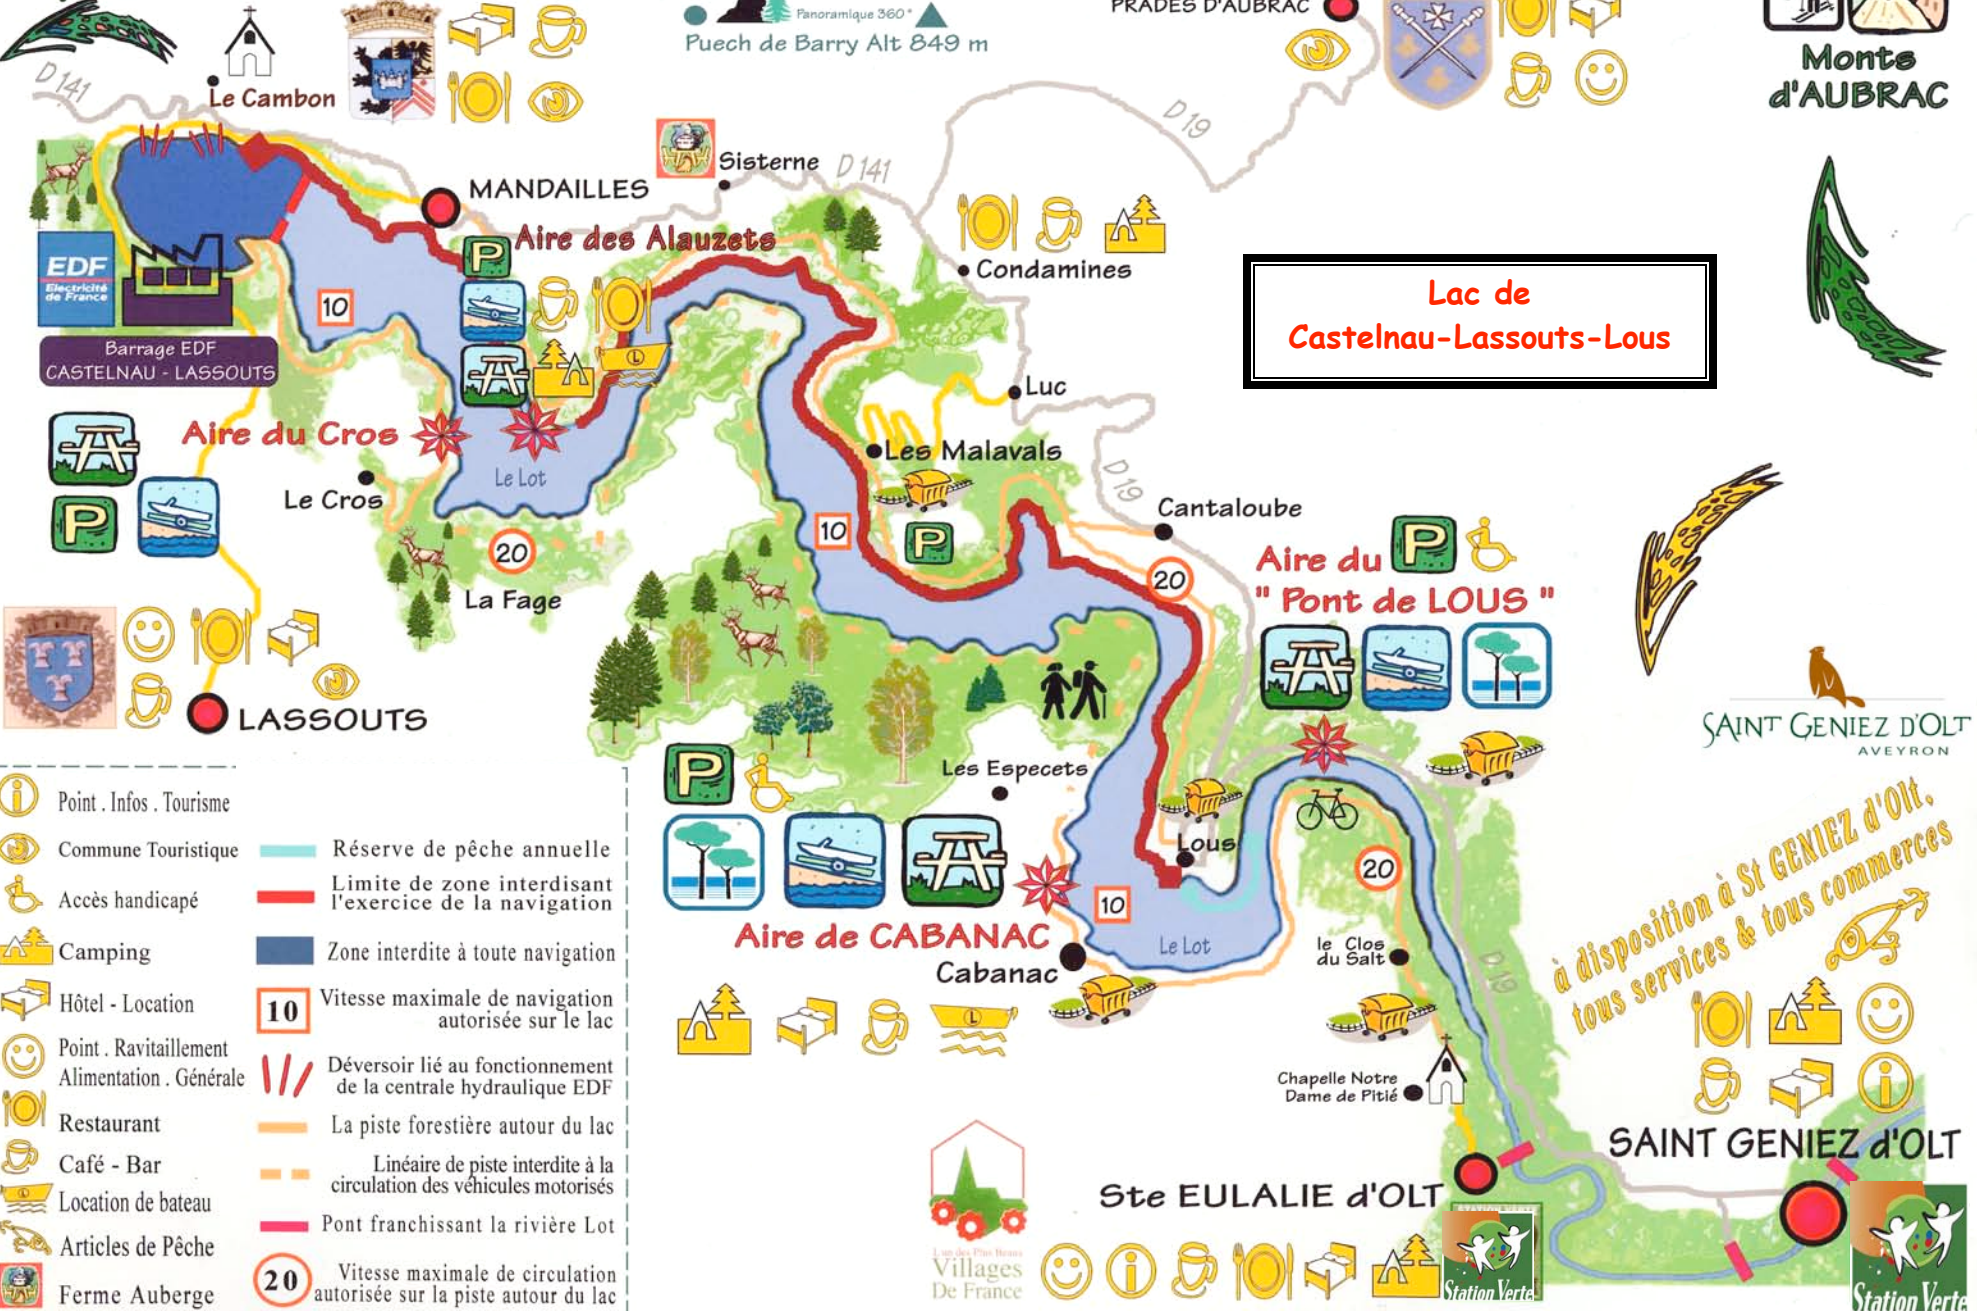 PRADES D'AUBRAC
Panoramique 360°
Puech de Barry Alt 849 m
Monts
d'AUBRAC
D 141
Le Cambon
D 19
Sisterne
D 141
MANDAILLES
Aire des Alauzets
P
Condamines
EDF
Electricité
de France
10
Lac de
Castelnau-Lassouts-Lous
Barrage EDF
CASTELNAU - LASSOUTS
L
Luc
Aire du Cros
Les Malavals
Le Lot
D 19
Le Cros
Cantaloube
P
10
P
P
20
Aire du
" Pont de LOUS "
20
La Fage
LASSOUTS
SAINT GENIEZ D'OLT
AVEYRON
P
Les Especets
Lous
20
10
Aire de CABANAC
Cabanac
Le Lot
le Clos
du Salt
D 19
à disposition à St GENIEZ d'Olt,
tous services & tous commerces
L
Chapelle Notre
Dame de Pitié
SAINT GENIEZ d'OLT
Ste EULALIE d'OLT
L'un des Plus Beaux
Villages
De France
STATION VERTE
Station Verte
Station Verte
i Point . Infos . Tourisme
Commune Touristique
Accès handicapé
Camping
Hôtel - Location
Point . Ravitaillement
Alimentation . Générale
Restaurant
Café - Bar
L Location de bateau
Articles de Pêche
Ferme Auberge
Réserve de pêche annuelle
Limite de zone interdisant
l'exercice de la navigation
Zone interdite à toute navigation
10 Vitesse maximale de navigation
autorisée sur le lac
Déversoir lié au fonctionnement
de la centrale hydraulique EDF
La piste forestière autour du lac
Linéaire de piste interdite à la
circulation des véhicules motorisés
Pont franchissant la rivière Lot
20 Vitesse maximale de circulation
autorisée sur la piste autour du lac